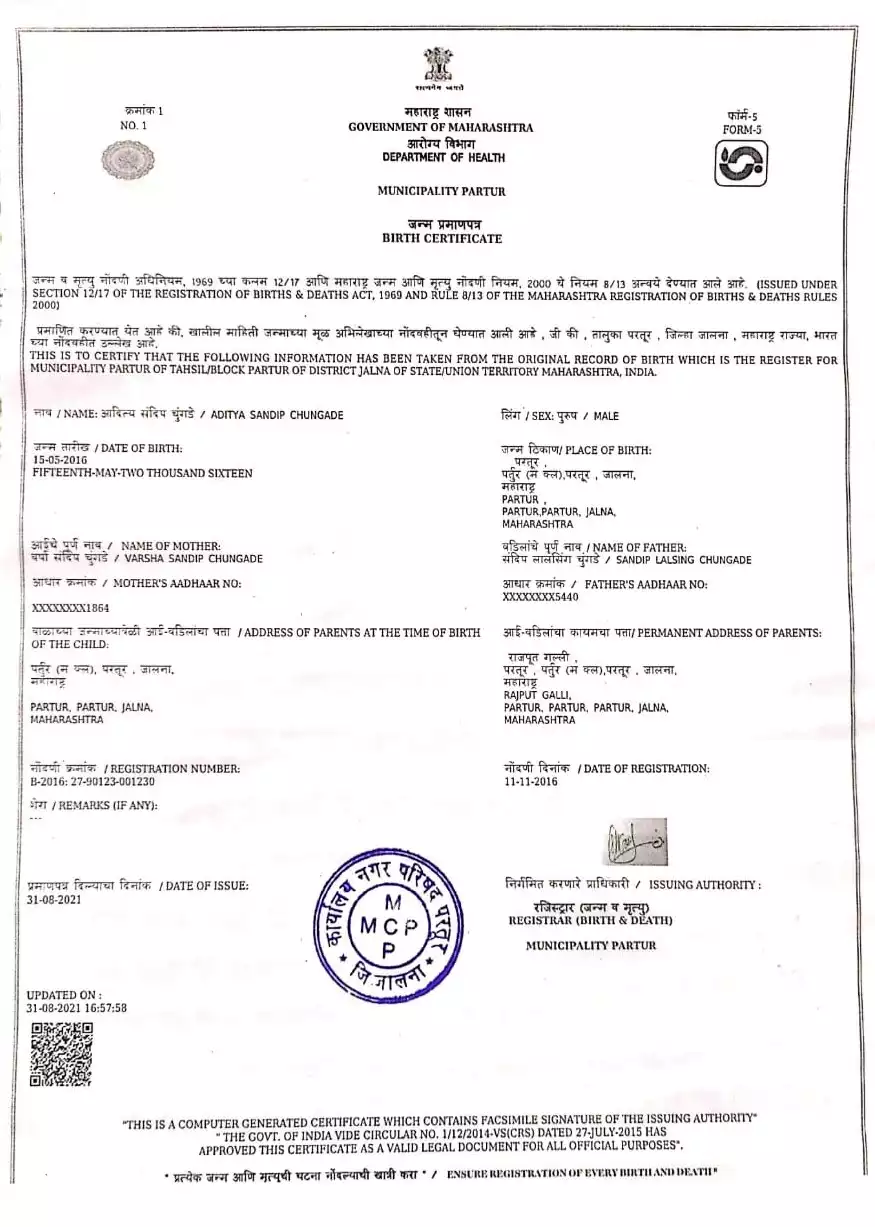 सत्यमेव जयते
क्रमांक 1
NO. 1
महाराष्ट्र शासन
GOVERNMENT OF MAHARASHTRA
आरोग्य विभाग
DEPARTMENT OF HEALTH
MUNICIPALITY PARTUR
जन्म प्रमाणपत्र
BIRTH CERTIFICATE
फॉर्म-5
FORM-5
जन्म व मृत्यु नोंदणी अधिनियम, 1969 च्या कलम 12/17 आणि महाराष्ट्र जन्म आणि मृत्यु नोंदणी नियम, 2000 चे नियम 8/13 अन्वये देण्यात आले आहे. (ISSUED UNDER
SECTION 12/17 OF THE REGISTRATION OF BIRTHS & DEATHS ACT, 1969 AND RULE 8/13 OF THE MAHARASHTRA REGISTRATION OF BIRTHS & DEATHS RULES
2000)
प्रमाणित करण्यात येत आहे की, खालील माहिती जन्माच्या मूळ अभिलेखाच्या नोंदवहीतून घेण्यात आली आहे , जी की , तालुका परतूर , जिल्हा जालना , महाराष्ट्र राज्या, भारत
च्या नोंदवहीत उल्लेख आहे.
THIS IS TO CERTIFY THAT THE FOLLOWING INFORMATION HAS BEEN TAKEN FROM THE ORIGINAL RECORD OF BIRTH WHICH IS THE REGISTER FOR
MUNICIPALITY PARTUR OF TAHSIL/BLOCK PARTUR OF DISTRICT JALNA OF STATE/UNION TERRITORY MAHARASHTRA, INDIA.
नाव / NAME: आदित्य संदिप चुंगडे / ADITYA SANDIP CHUNGADE
लिंग / SEX: पुरुष / MALE
जन्म तारीख / DATE OF BIRTH:
15-05-2016
FIFTEENTH-MAY-TWO THOUSAND SIXTEEN
जन्म ठिकाण/ PLACE OF BIRTH:
परतूर ,
पर्तुर (म क्ल),परतूर , जालना,
महाराष्ट्र
PARTUR ,
PARTUR,PARTUR, JALNA,
MAHARASHTRA
आईचे पुर्ण नाव / NAME OF MOTHER:
वर्षा संदिप चुंगडे / VARSHA SANDIP CHUNGADE
वडिलांचे पुर्ण नाव / NAME OF FATHER:
संदिप लालसिंग चुंगडे / SANDIP LALSING CHUNGADE
आधार क्रमांक / MOTHER'S AADHAAR NO:
XXXXXXXX1864
आधार क्रमांक / FATHER'S AADHAAR NO:
XXXXXXXX5440
बाळाच्या जन्माच्यावेळी आई-वडिलांचा पत्ता / ADDRESS OF PARENTS AT THE TIME OF BIRTH
OF THE CHILD:
पर्तुर (म क्ल), परतूर , जालना,
महाराष्ट्र
PARTUR, PARTUR, JALNA,
MAHARASHTRA
आई-वडिलांचा कायमचा पत्ता/ PERMANENT ADDRESS OF PARENTS:
राजपूत गल्ली ,
परतूर , पर्तुर (म क्ल),परतूर , जालना,
महाराष्ट्र
RAJPUT GALLI,
PARTUR, PARTUR, PARTUR, JALNA,
MAHARASHTRA
नोंदणी क्रमांक / REGISTRATION NUMBER:
B-2016: 27-90123-001230
नोंदणी दिनांक / DATE OF REGISTRATION:
11-11-2016
शेरा / REMARKS (IF ANY):
---
प्रमाणपत्र दिल्याचा दिनांक / DATE OF ISSUE:
31-08-2021
कार्यालय नगर परिषद परतूर
M
MCP
P
★ जि.जालना ★
निर्गमित करणारे प्राधिकारी / ISSUING AUTHORITY :
रजिस्ट्रार (जन्म व मृत्यु)
REGISTRAR (BIRTH & DEATH)
MUNICIPALITY PARTUR
UPDATED ON :
31-08-2021 16:57:58
"THIS IS A COMPUTER GENERATED CERTIFICATE WHICH CONTAINS FACSIMILE SIGNATURE OF THE ISSUING AUTHORITY"
" THE GOVT. OF INDIA VIDE CIRCULAR NO. 1/12/2014-VS(CRS) DATED 27-JULY-2015 HAS
APPROVED THIS CERTIFICATE AS A VALID LEGAL DOCUMENT FOR ALL OFFICIAL PURPOSES".
" प्रत्येक जन्म आणि मृत्युची घटना नोंदल्याची खात्री करा " / ENSURE REGISTRATION OF EVERY BIRTH AND DEATH "